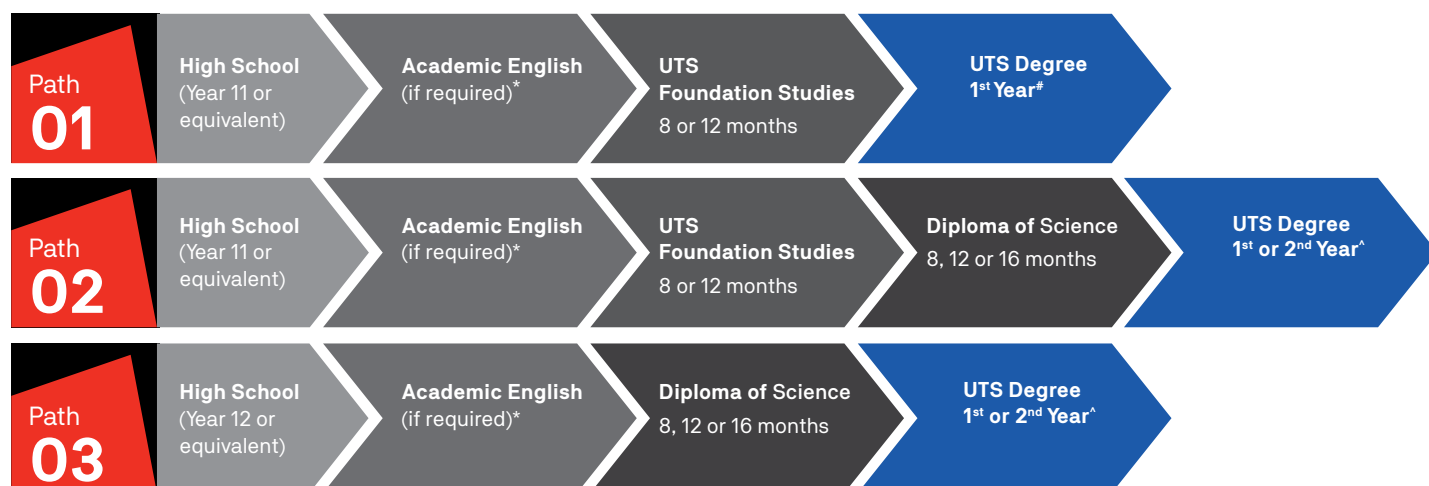 Path
01
High School
(Year 11 or
equivalent)
Academic English
(if required)*
UTS
Foundation Studies
8 or 12 months
UTS Degree
1st Year#
Path
02
High School
(Year 11 or
equivalent)
Academic English
(if required)*
UTS
Foundation Studies
8 or 12 months
Diploma of Science
8, 12 or 16 months
UTS Degree
1st or 2nd Year^
Path
03
High School
(Year 12 or
equivalent)
Academic English
(if required)*
Diploma of Science
8, 12 or 16 months
UTS Degree
1st or 2nd Year^